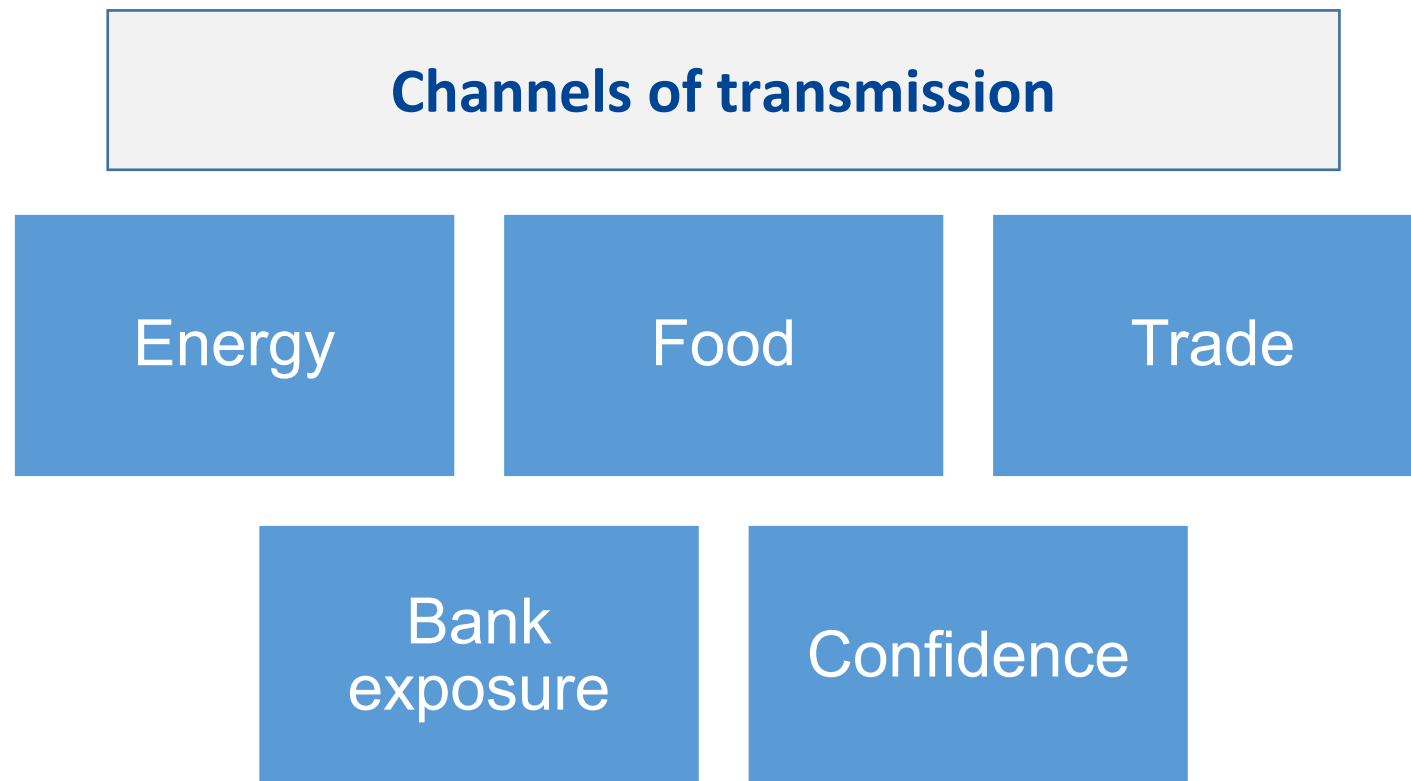 Channels of transmission
Energy
Food
Trade
Bank
exposure
Confidence